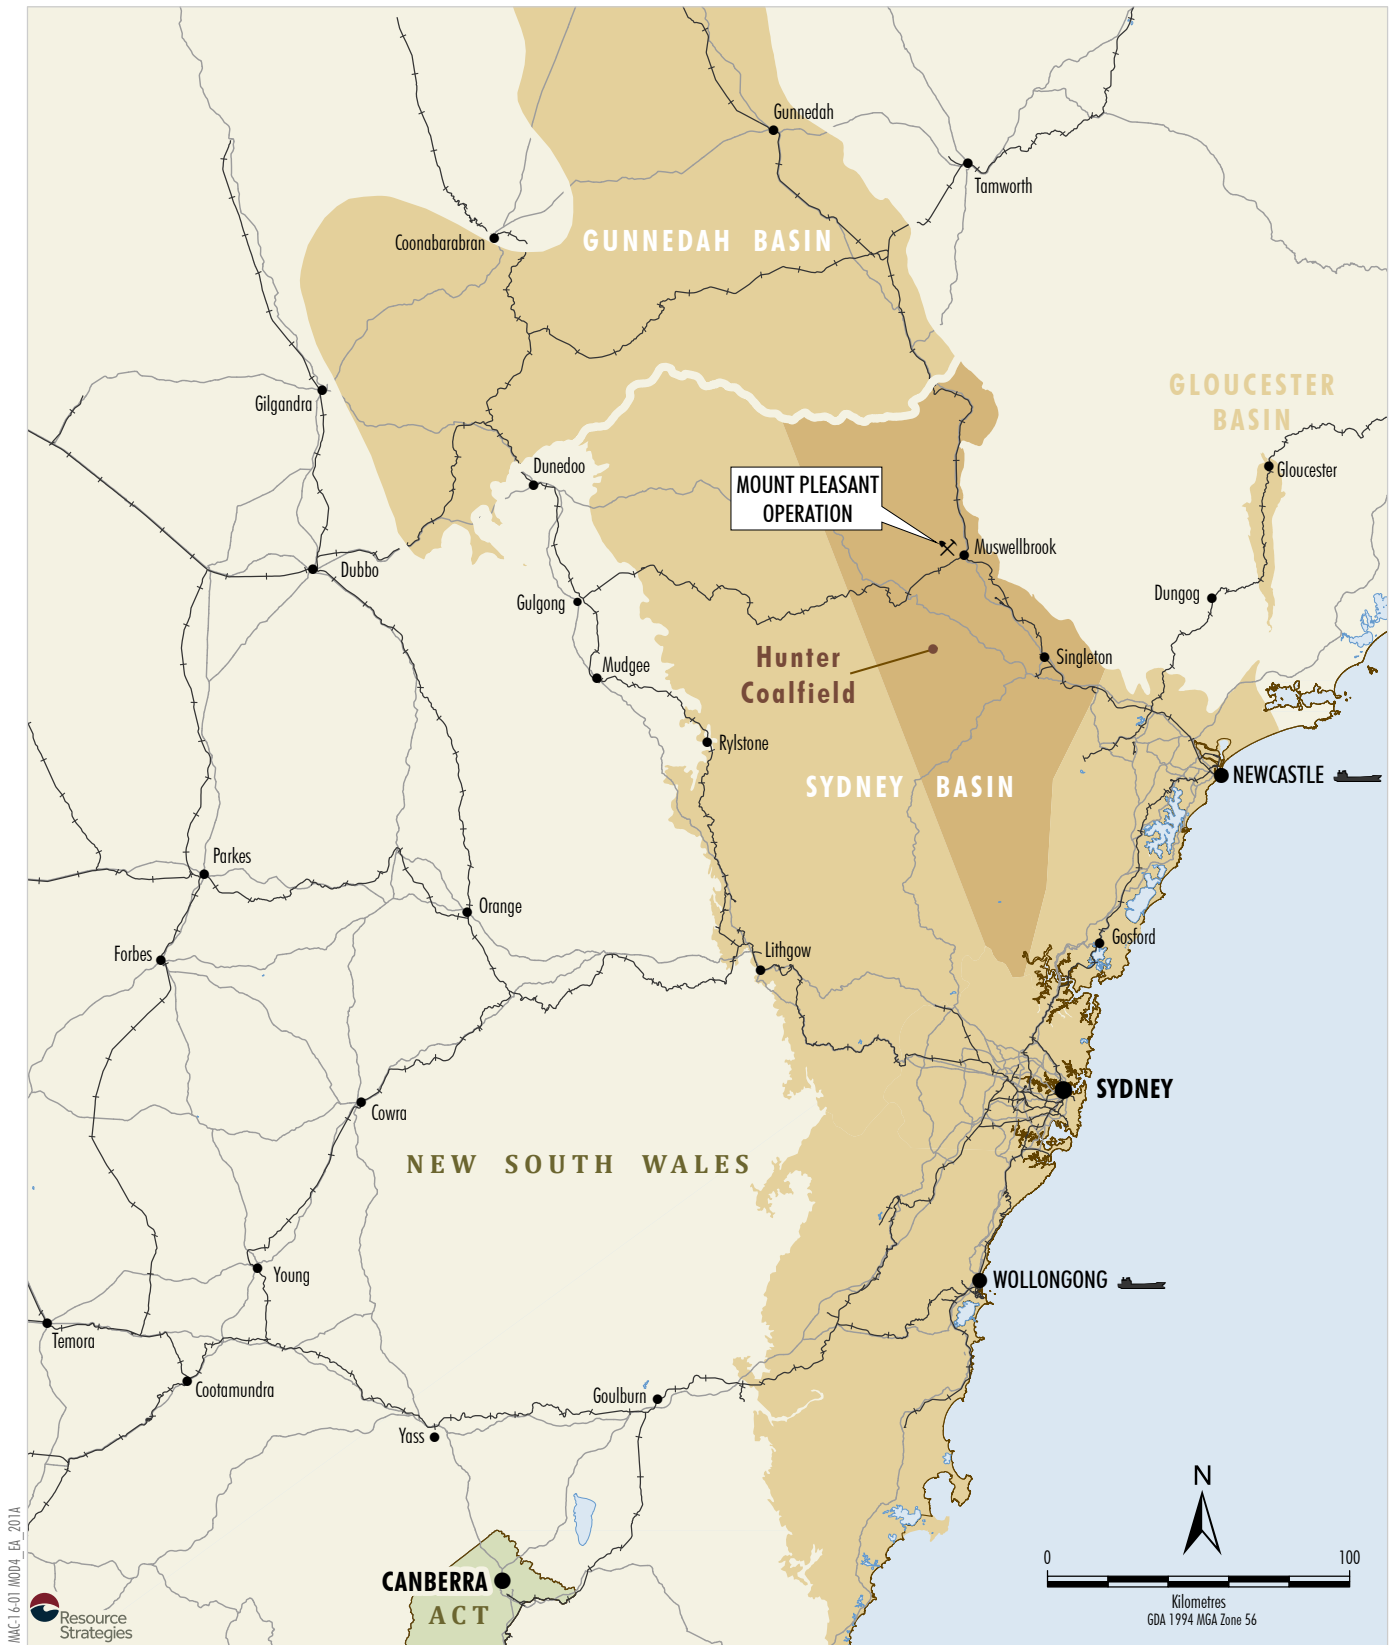 Gunnedah
Tamworth
Coonabarabran
GUNNEDAH BASIN
Gilgandra
GLOUCESTER
BASIN
Dunedoo
Gloucester
MOUNT PLEASANT
OPERATION
Muswellbrook
Dubbo
Gulgong
Dungog
Hunter
Coalfield
Mudgee
Singleton
Rylstone
SYDNEY BASIN
NEWCASTLE
Parkes
Orange
Forbes
Lithgow
Gosford
SYDNEY
Cowra
NEW SOUTH WALES
Young
WOLLONGONG
Temora
Cootamundra
Goulburn
Yass
N
CANBERRA
ACT
0 100
Kilometres
GDA 1994 MGA Zone 56
Resource
Strategies
MAC-16-01 MOD4_EA_201A